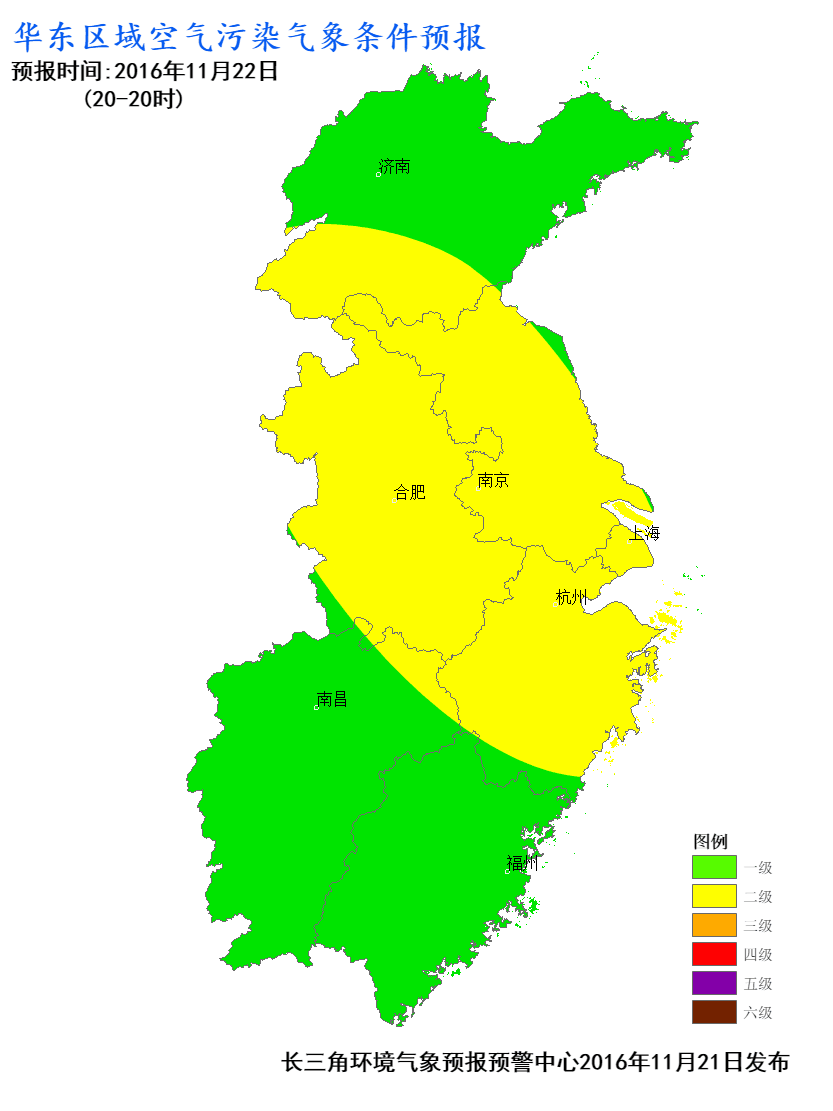 华东区域空气污染气象条件预报
预报时间:2016年11月22日
(20-20时)
济南
南京
合肥
上海
杭州
南昌
福州
图例
一级
二级
三级
四级
五级
六级
长三角环境气象预报预警中心2016年11月21日发布